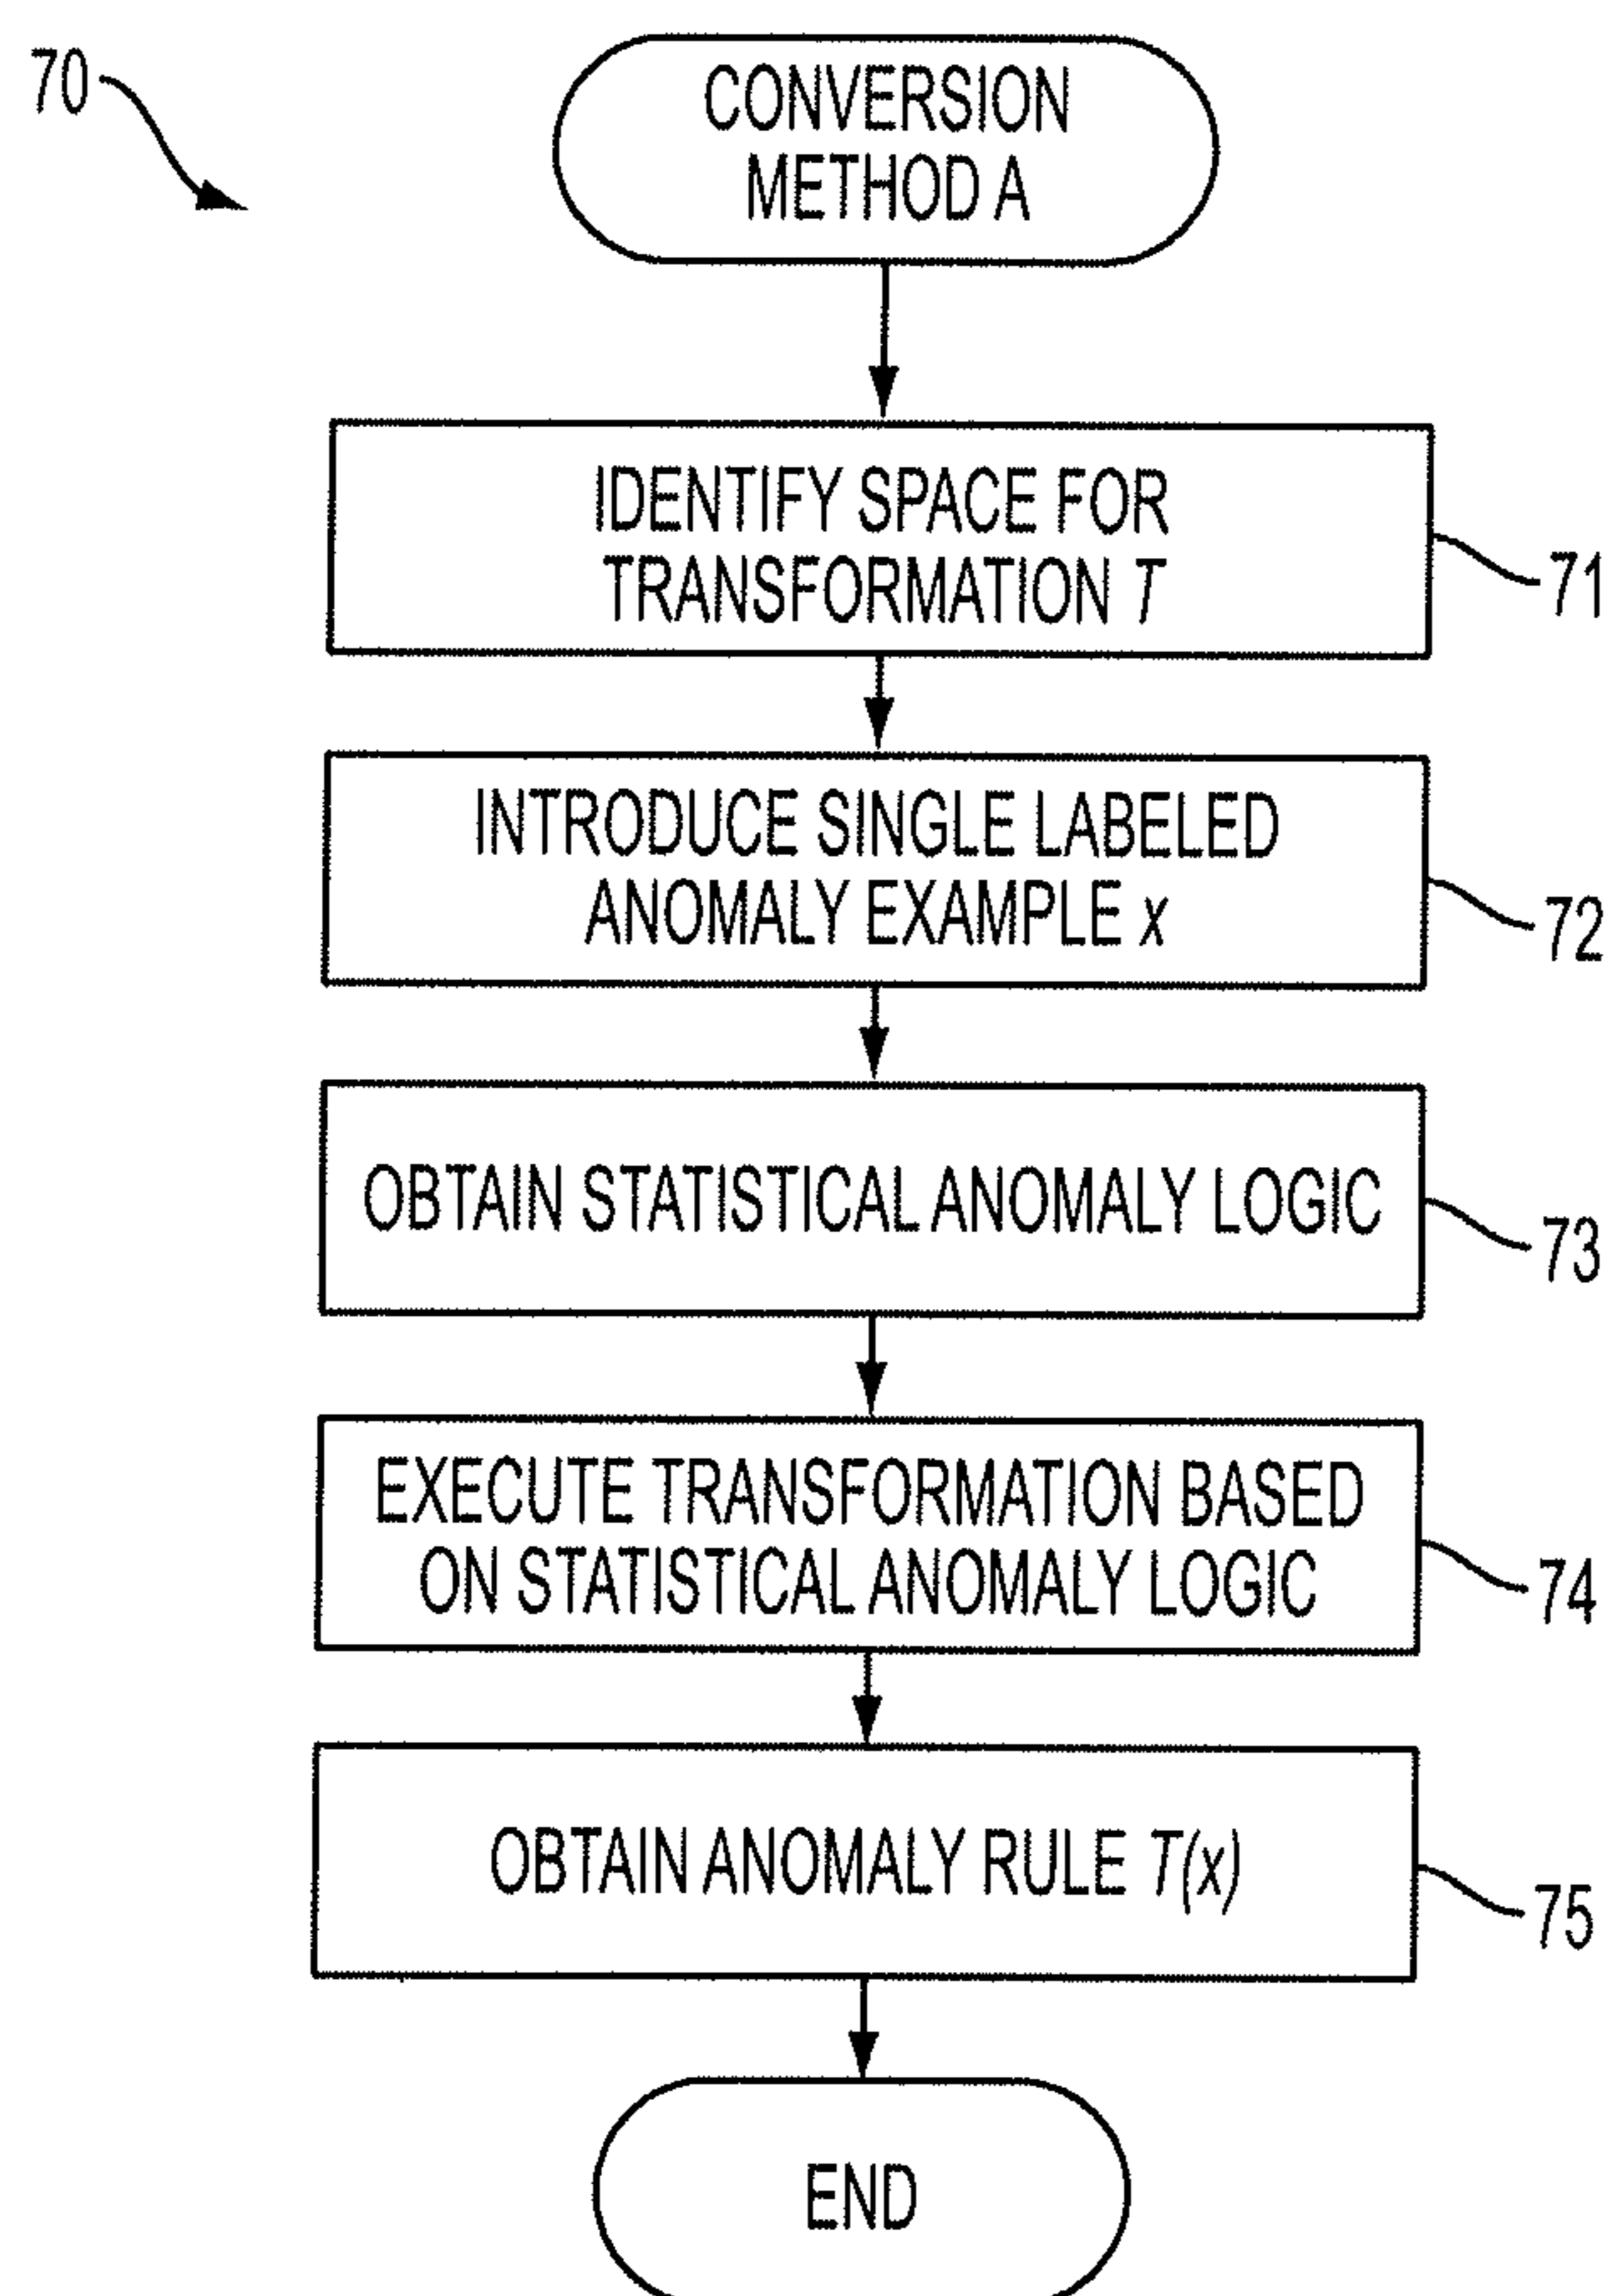 70
CONVERSION
METHOD A
IDENTIFY SPACE FOR
TRANSFORMATION T
71
INTRODUCE SINGLE LABELED
ANOMALY EXAMPLE x
72
OBTAIN STATISTICAL ANOMALY LOGIC
73
EXECUTE TRANSFORMATION BASED
ON STATISTICAL ANOMALY LOGIC
74
OBTAIN ANOMALY RULE T(x)
75
END